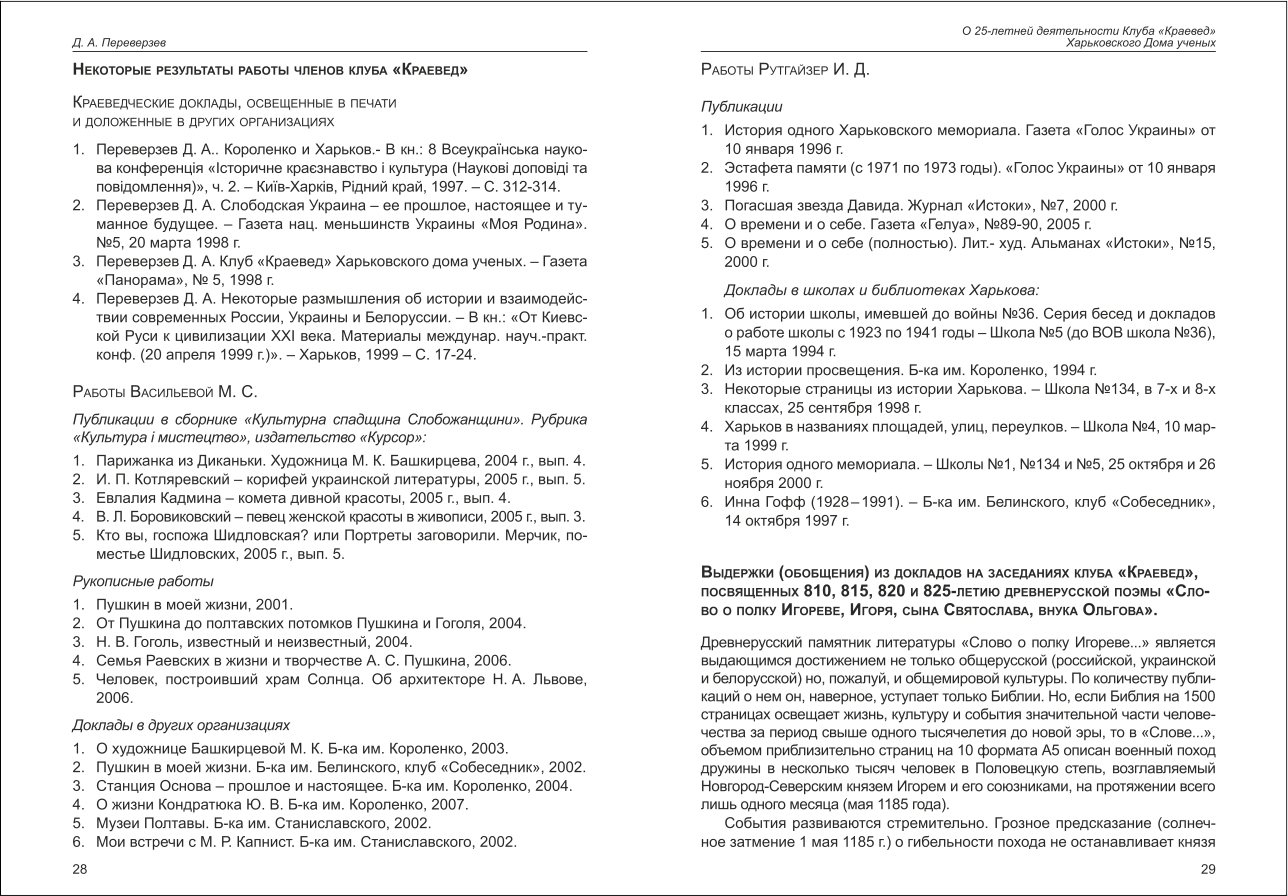 Д. А. Переверзев
Некоторые результаты работы членов клуба «Краевед»
Краеведческие доклады, освещенные в печати
и доложенные в других организациях
1. Переверзев Д. А.. Короленко и Харьков.- В кн.: 8 Всеукраїнська науко-
ва конференція «Історичне краєзнавство і культура (Наукові доповіді та
повідомлення)», ч. 2. – Київ-Харків, Рідний край, 1997. – С. 312-314.
2. Переверзев Д. А. Слободская Украина – ее прошлое, настоящее и ту-
манное будущее. – Газета нац. меньшинств Украины «Моя Родина».
№5, 20 марта 1998 г.
3. Переверзев Д. А. Клуб «Краевед» Харьковского дома ученых. – Газета
«Панорама», № 5, 1998 г.
4. Переверзев Д. А. Некоторые размышления об истории и взаимодейс-
твии современных России, Украины и Белоруссии. – В кн.: «От Киевс-
кой Руси к цивилизации XXI века. Материалы междунар. науч.-практ.
конф. (20 апреля 1999 г.)». – Харьков, 1999 – С. 17-24.
Работы Васильевой М. С.
Публикации в сборнике «Культурна спадщина Слобожанщини». Рубрика
«Культура і мистецтво», издательство «Курсор»:
1. Парижанка из Диканьки. Художница М. К. Башкирцева, 2004 г., вып. 4.
2. И. П. Котляревский – корифей украинской литературы, 2005 г., вып. 5.
3. Евлалия Кадмина – комета дивной красоты, 2005 г., вып. 4.
4. В. Л. Боровиковский – певец женской красоты в живописи, 2005 г., вып. 3.
5. Кто вы, госпожа Шидловская? или Портреты заговорили. Мерчик, по-
местье Шидловских, 2005 г., вып. 5.
Рукописные работы
1. Пушкин в моей жизни, 2001.
2. От Пушкина до полтавских потомков Пушкина и Гоголя, 2004.
3. Н. В. Гоголь, известный и неизвестный, 2004.
4. Семья Раевских в жизни и творчестве А. С. Пушкина, 2006.
5. Человек, построивший храм Солнца. Об архитекторе Н. А. Львове,
2006.
Доклады в других организациях
1. О художнице Башкирцевой М. К. Б-ка им. Короленко, 2003.
2. Пушкин в моей жизни. Б-ка им. Белинского, клуб «Собеседник», 2002.
3. Станция Основа – прошлое и настоящее. Б-ка им. Короленко, 2004.
4. О жизни Кондратюка Ю. В. Б-ка им. Короленко, 2007.
5. Музеи Полтавы. Б-ка им. Станиславского, 2002.
6. Мои встречи с М. Р. Капнист. Б-ка им. Станиславского, 2002.
28
О 25-летней деятельности Клуба «Краевед»
Харьковского Дома ученых
Работы Рутгайзер И. Д.
Публикации
1. История одного Харьковского мемориала. Газета «Голос Украины» от
10 января 1996 г.
2. Эстафета памяти (с 1971 по 1973 годы). «Голос Украины» от 10 января
1996 г.
3. Погасшая звезда Давида. Журнал «Истоки», №7, 2000 г.
4. О времени и о себе. Газета «Гелуа», №89-90, 2005 г.
5. О времени и о себе (полностью). Лит.- худ. Альманах «Истоки», №15,
2000 г.
Доклады в школах и библиотеках Харькова:
1. Об истории школы, имевшей до войны №36. Серия бесед и докладов
о работе школы с 1923 по 1941 годы – Школа №5 (до ВОВ школа №36),
15 марта 1994 г.
2. Из истории просвещения. Б-ка им. Короленко, 1994 г.
3. Некоторые страницы из истории Харькова. – Школа №134, в 7-х и 8-х
классах, 25 сентября 1998 г.
4. Харьков в названиях площадей, улиц, переулков. – Школа №4, 10 мар-
та 1999 г.
5. История одного мемориала. – Школы №1, №134 и №5, 25 октября и 26
ноября 2000 г.
6. Инна Гофф (1928–1991). – Б-ка им. Белинского, клуб «Собеседник»,
14 октября 1997 г.
Выдержки (обобщения) из докладов на заседаниях клуба «Краевед»,
посвященных 810, 815, 820 и 825-летию древнерусской поэмы «Сло-
во о полку Игореве, Игоря, сына Святослава, внука Ольгова».
Древнерусский памятник литературы «Слово о полку Игореве...» является
выдающимся достижением не только общерусской (российской, украинской
и белорусской) но, пожалуй, и общемировой культуры. По количеству публи-
каций о нем он, наверное, уступает только Библии. Но, если Библия на 1500
страницах освещает жизнь, культуру и события значительной части челове-
чества за период свыше одного тысячелетия до новой эры, то в «Слове...»,
объемом приблизительно страниц на 10 формата А5 описан военный поход
дружины в несколько тысяч человек в Половецкую степь, возглавляемый
Новгород-Северским князем Игорем и его союзниками, на протяжении всего
лишь одного месяца (мая 1185 года).
События развиваются стремительно. Грозное предсказание (солнеч-
ное затмение 1 мая 1185 г.) о гибельности похода не останавливает князя
29